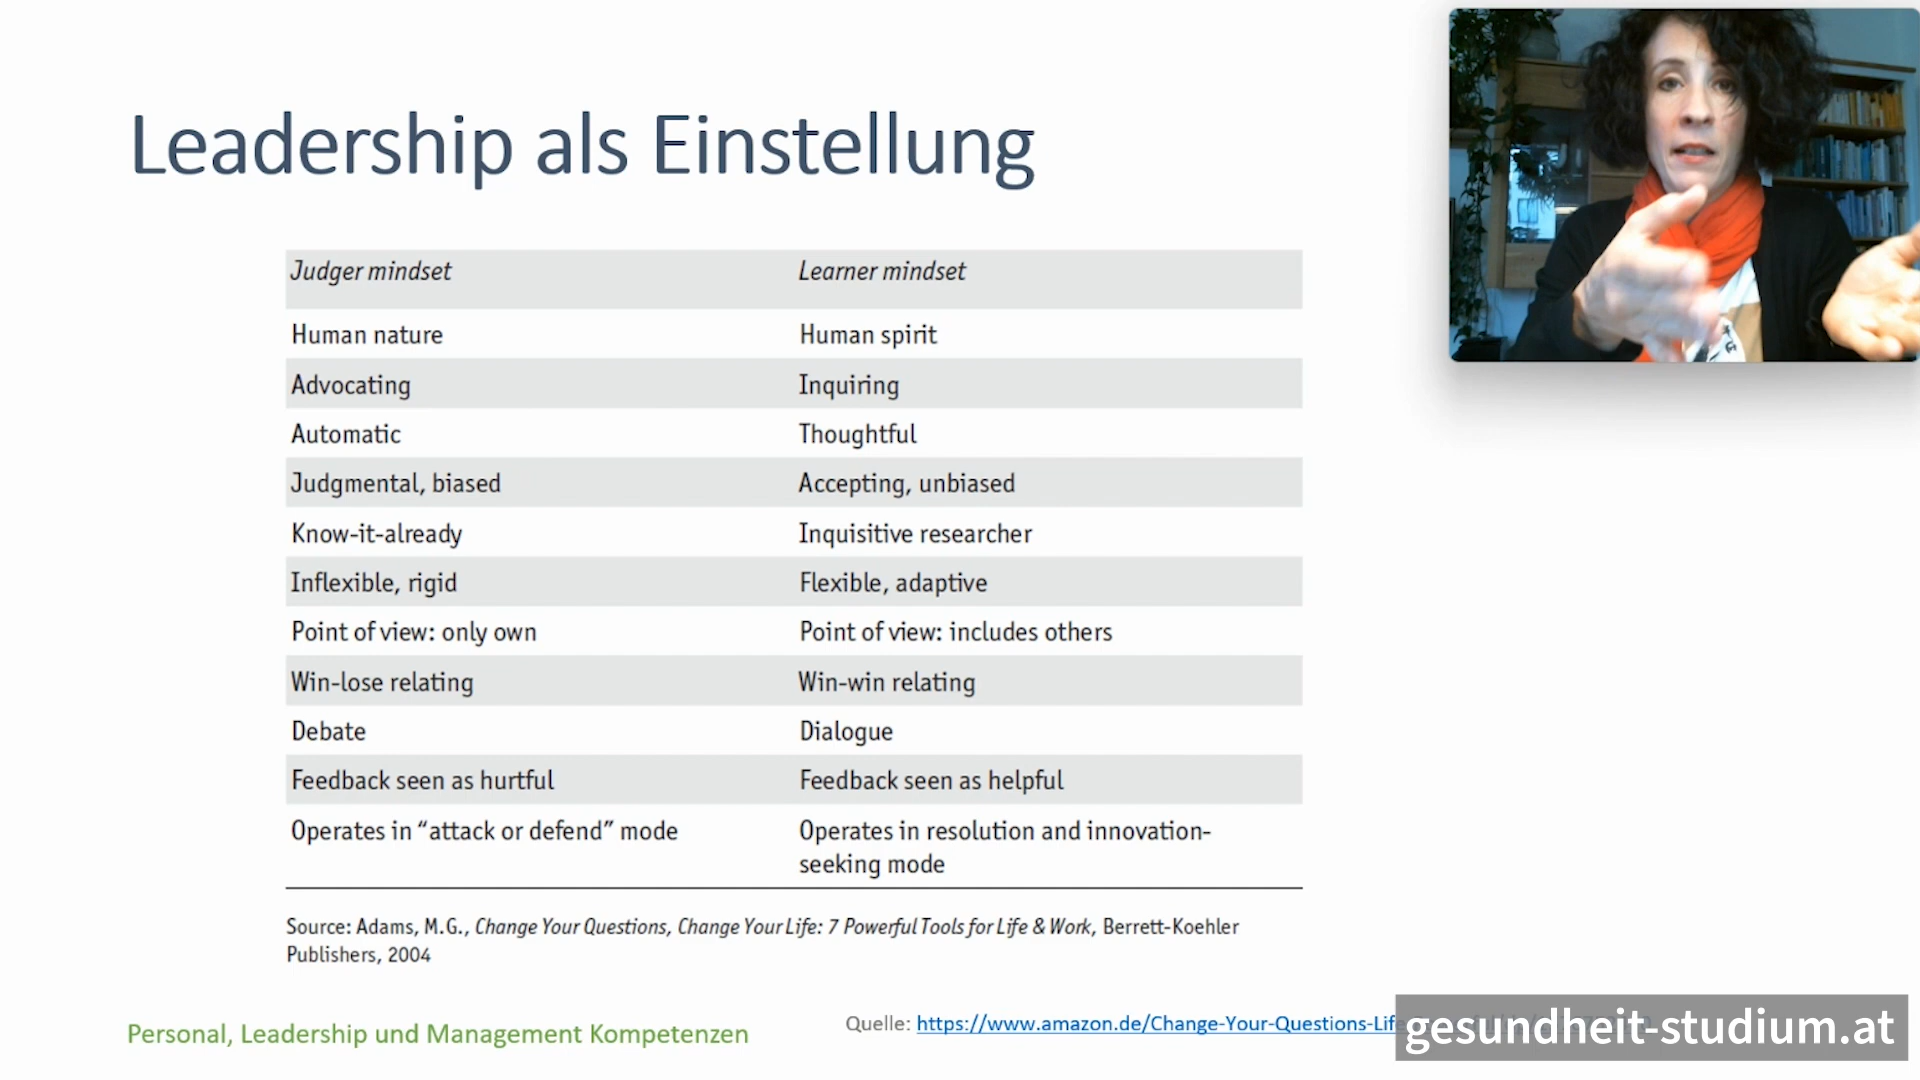 Leadership als Einstellung
Judger mindset Learner mindset
Human nature Human spirit
Advocating Inquiring
Automatic Thoughtful
Judgmental, biased Accepting, unbiased
Know-it-already Inquisitive researcher
Inflexible, rigid Flexible, adaptive
Point of view: only own Point of view: includes others
Win-lose relating Win-win relating
Debate Dialogue
Feedback seen as hurtful Feedback seen as helpful
Operates in “attack or defend” mode Operates in resolution and innovation-
seeking mode
Source: Adams, M.G., Change Your Questions, Change Your Life: 7 Powerful Tools for Life & Work, Berrett-Koehler
Publishers, 2004
Personal, Leadership und Management Kompetenzen
Quelle: https://www.amazon.de/Change-Your-Questions-Life
gesundheit-studium.at